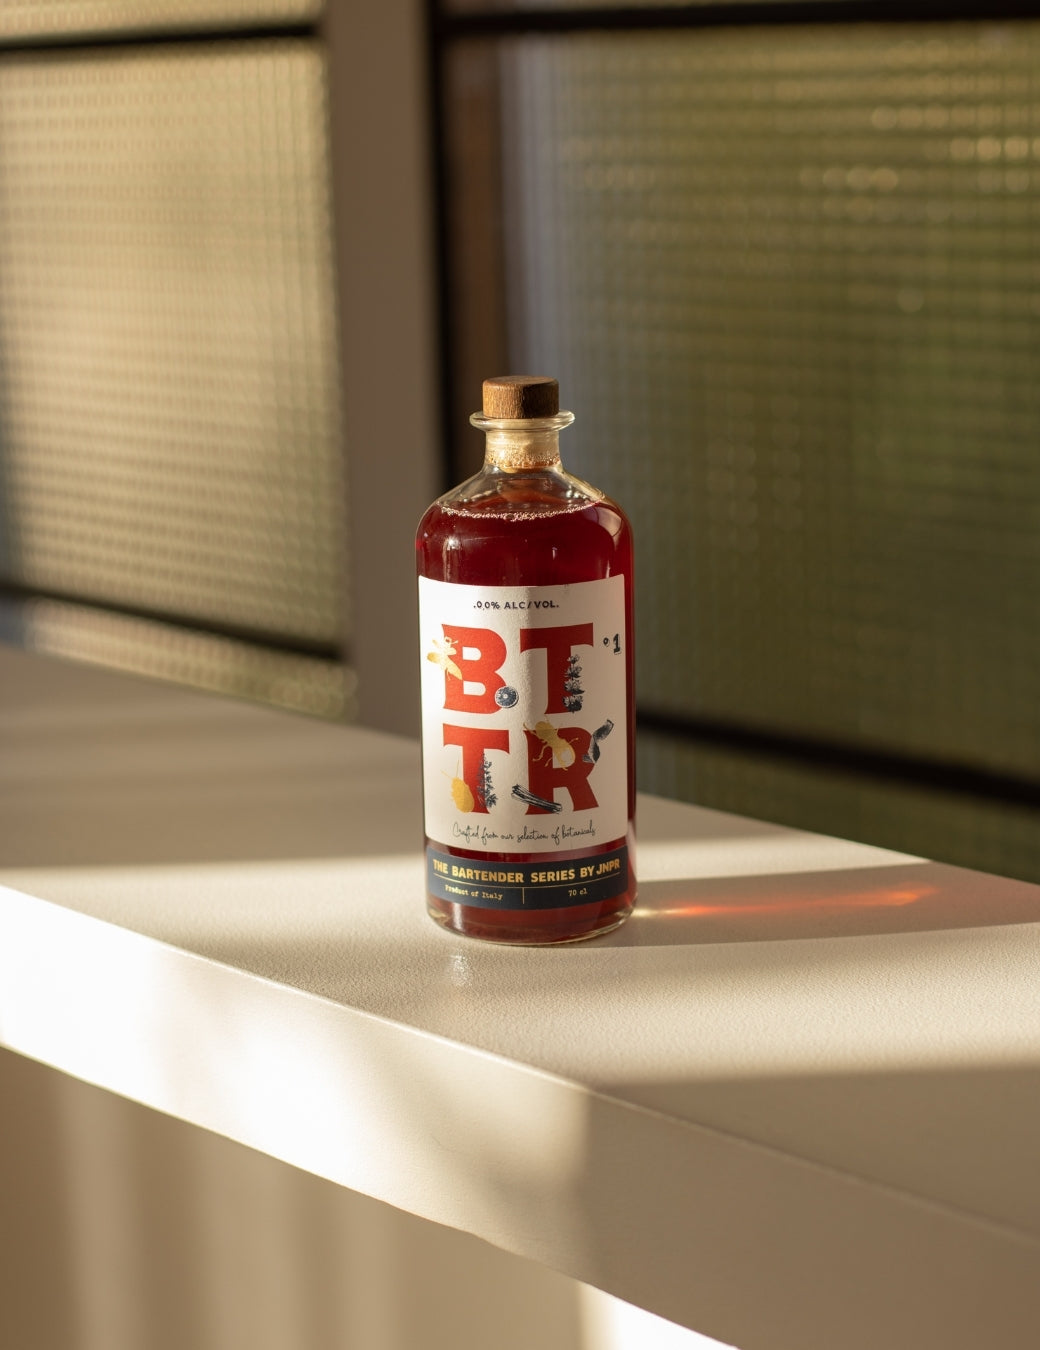 .0,0% ALC/VOL.
BT °1
TR
Crafted from our selection of botanicals
THE BARTENDER SERIES BY JNPR
Product of Italy 70 cl